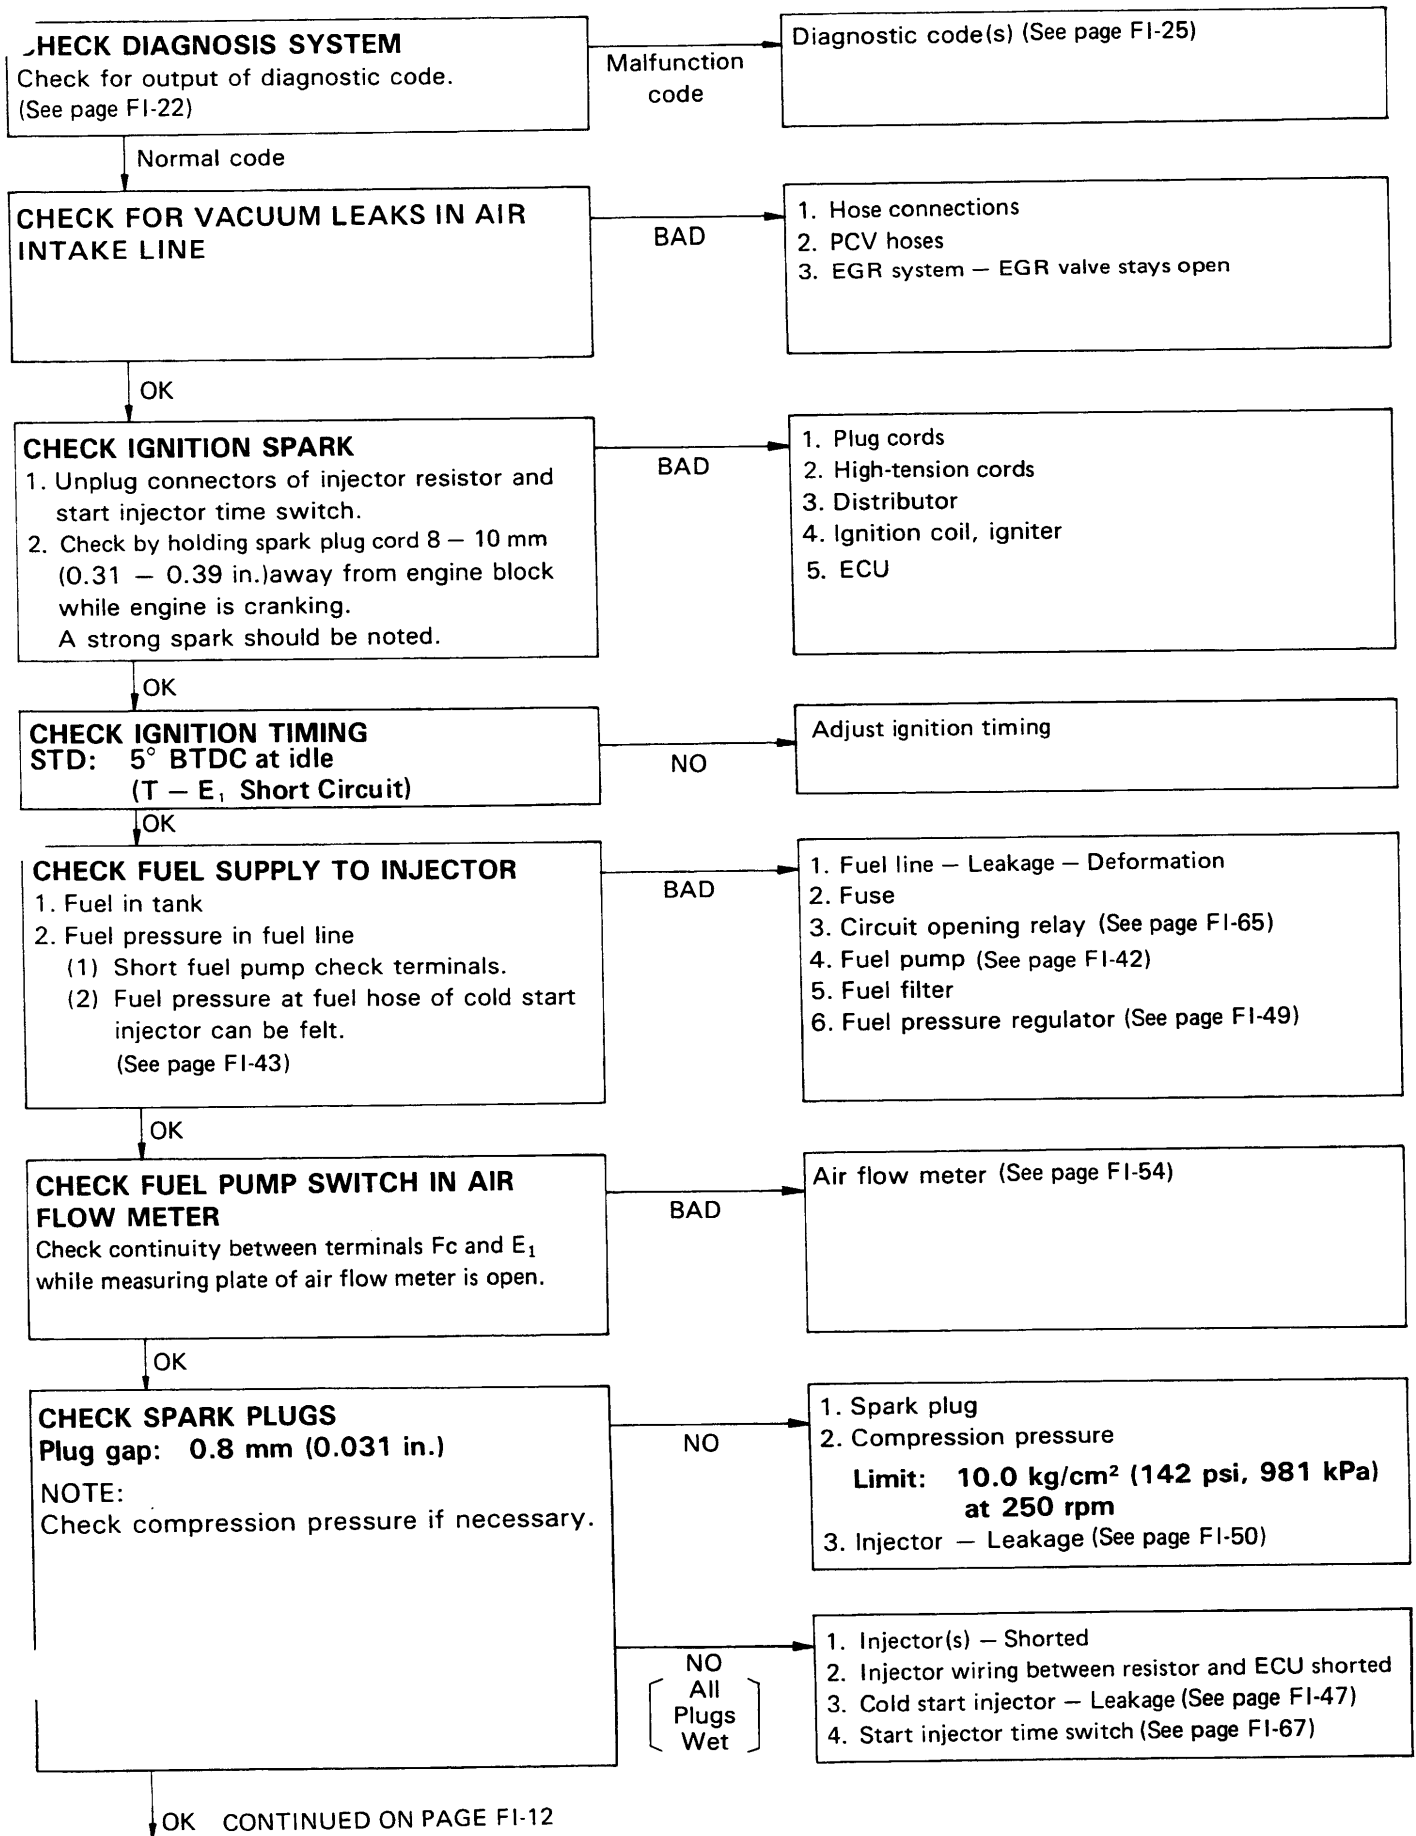 CHECK DIAGNOSIS SYSTEM
Check for output of diagnostic code.
(See page FI-22)
Malfunction
code
Diagnostic code(s) (See page FI-25)
Normal code
CHECK FOR VACUUM LEAKS IN AIR
INTAKE LINE
BAD
1. Hose connections
2. PCV hoses
3. EGR system — EGR valve stays open
OK
CHECK IGNITION SPARK
1. Unplug connectors of injector resistor and
start injector time switch.
2. Check by holding spark plug cord 8 — 10 mm
(0.31 — 0.39 in.)away from engine block
while engine is cranking.
A strong spark should be noted.
BAD
1. Plug cords
2. High-tension cords
3. Distributor
4. Ignition coil, igniter
5. ECU
OK
CHECK IGNITION TIMING
STD: 5° BTDC at idle
(T — E₁ Short Circuit)
NO
Adjust ignition timing
OK
CHECK FUEL SUPPLY TO INJECTOR
1. Fuel in tank
2. Fuel pressure in fuel line
(1) Short fuel pump check terminals.
(2) Fuel pressure at fuel hose of cold start
injector can be felt.
(See page FI-43)
BAD
1. Fuel line — Leakage — Deformation
2. Fuse
3. Circuit opening relay (See page FI-65)
4. Fuel pump (See page FI-42)
5. Fuel filter
6. Fuel pressure regulator (See page FI-49)
OK
CHECK FUEL PUMP SWITCH IN AIR
FLOW METER
Check continuity between terminals Fc and E₁
while measuring plate of air flow meter is open.
BAD
Air flow meter (See page FI-54)
OK
CHECK SPARK PLUGS
Plug gap: 0.8 mm (0.031 in.)
NOTE:
Check compression pressure if necessary.
NO
1. Spark plug
2. Compression pressure
Limit: 10.0 kg/cm² (142 psi, 981 kPa)
at 250 rpm
3. Injector — Leakage (See page FI-50)
NO
All
Plugs
Wet
1. Injector(s) — Shorted
2. Injector wiring between resistor and ECU shorted
3. Cold start injector — Leakage (See page FI-47)
4. Start injector time switch (See page FI-67)
OK CONTINUED ON PAGE FI-12